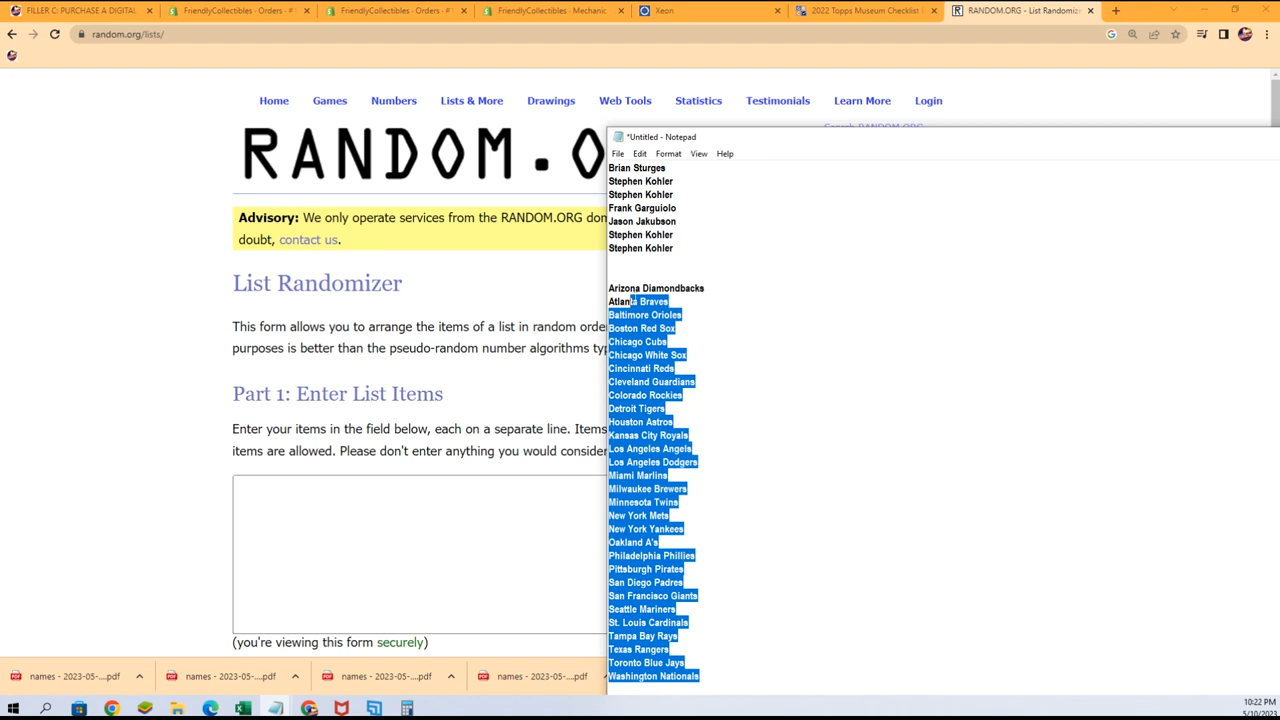 FILLER C: PURCHASE A DIGITAL
FriendlyCollectibles - Orders - #1
FriendlyCollectibles - Orders - #1
FriendlyCollectibles - Mechanic
Xeon
2022 Topps Museum Checklist
RANDOM.ORG - List Randomize
random.org/lists/
Home Games Numbers Lists & More Drawings Web Tools Statistics Testimonials Learn More Login
Search RANDOM.ORG
RANDOM.O
Advisory: We only operate services from the RANDOM.ORG dom
doubt, contact us.
List Randomizer
This form allows you to arrange the items of a list in random orde
purposes is better than the pseudo-random number algorithms typ
Part 1: Enter List Items
Enter your items in the field below, each on a separate line. Items
items are allowed. Please don't enter anything you would consider
(you're viewing this form securely)
*Untitled - Notepad
File Edit Format View Help
Brian Sturges
Stephen Kohler
Stephen Kohler
Frank Garguiolo
Jason Jakubson
Stephen Kohler
Stephen Kohler
Arizona Diamondbacks
Atlanta Braves
Baltimore Orioles
Boston Red Sox
Chicago Cubs
Chicago White Sox
Cincinnati Reds
Cleveland Guardians
Colorado Rockies
Detroit Tigers
Houston Astros
Kansas City Royals
Los Angeles Angels
Los Angeles Dodgers
Miami Marlins
Milwaukee Brewers
Minnesota Twins
New York Mets
New York Yankees
Oakland A's
Philadelphia Phillies
Pittsburgh Pirates
San Diego Padres
San Francisco Giants
Seattle Mariners
St. Louis Cardinals
Tampa Bay Rays
Texas Rangers
Toronto Blue Jays
Washington Nationals
names - 2023-05-....pdf
names - 2023-05-....pdf
names - 2023-05-....pdf
names - 2023-05-....pdf
10:22 PM
5/10/2023